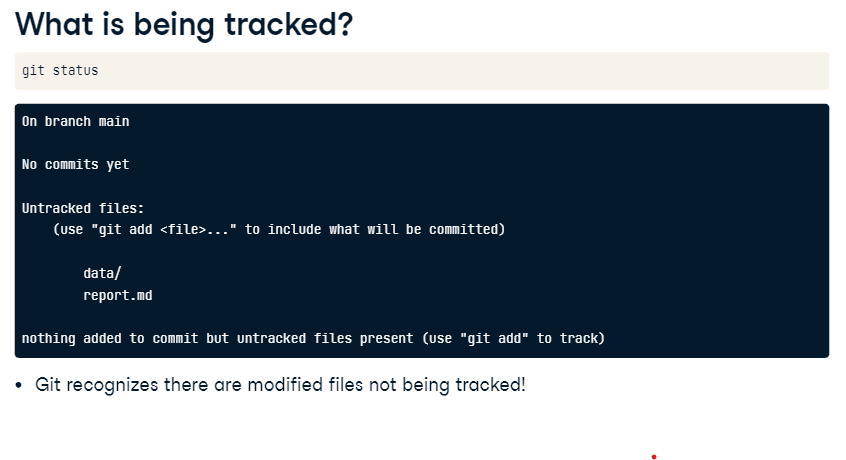 What is being tracked?
git status
On branch main
No commits yet
Untracked files:
(use "git add <file>..." to include what will be committed)
data/
report.md
nothing added to commit but untracked files present (use "git add" to track)
• Git recognizes there are modified files not being tracked!